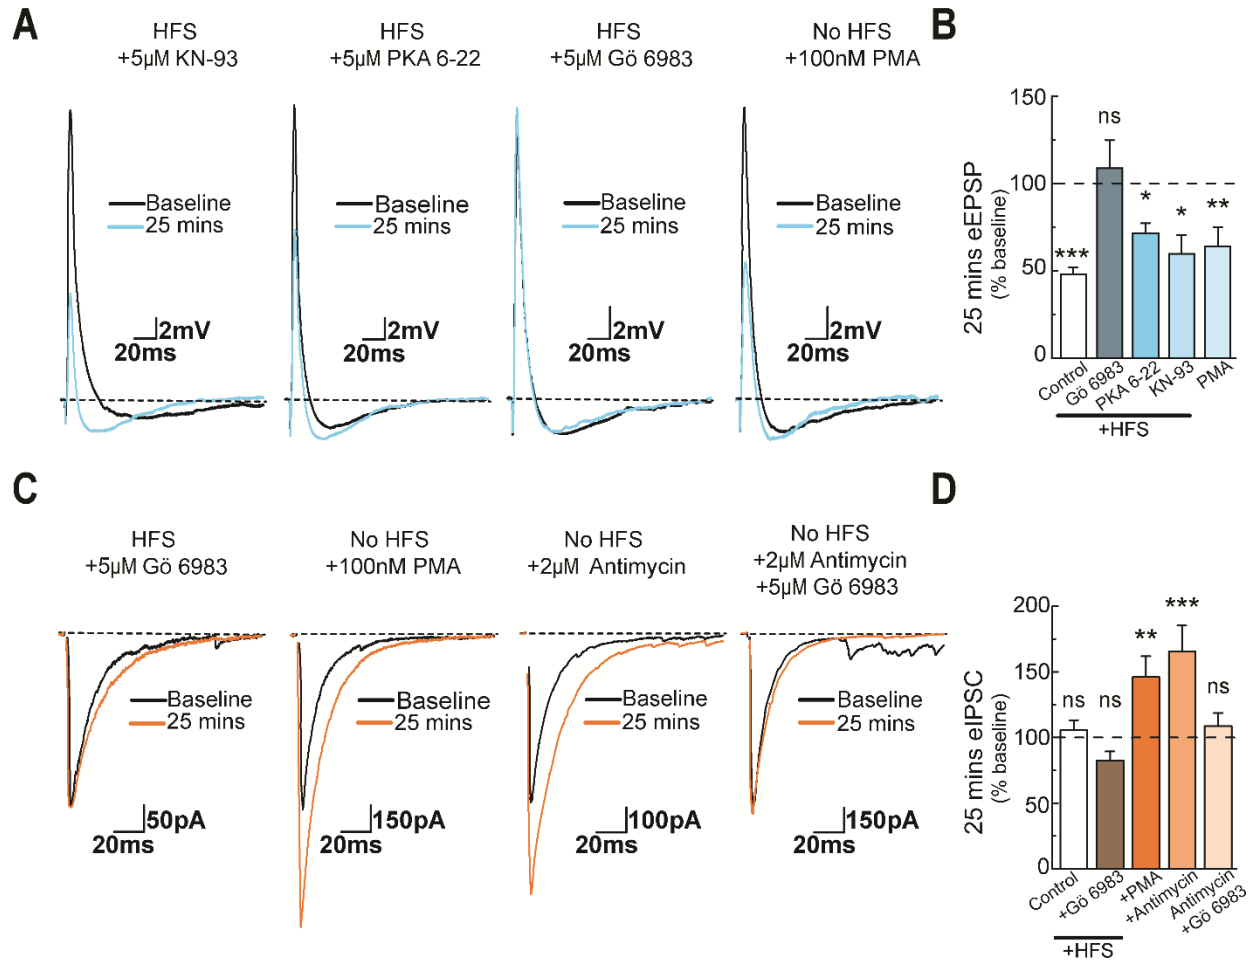 A
HFS
+5µM KN-93
HFS
+5µM PKA 6-22
HFS
+5µM Gö 6983
No HFS
+100nM PMA
Baseline
25 mins
Baseline
25 mins
Baseline
25 mins
Baseline
25 mins
2mV
20ms
2mV
20ms
2mV
20ms
2mV
20ms
B
25 mins eEPSP
(% baseline)
150
100
50
0
***
ns
*
*
**
Control
Gö 6983
PKA 6-22
KN-93
PMA
+HFS
C
HFS
+5µM Gö 6983
No HFS
+100nM PMA
No HFS
+2µM Antimycin
No HFS
+2µM Antimycin
+5µM Gö 6983
Baseline
25 mins
Baseline
25 mins
Baseline
25 mins
Baseline
25 mins
50pA
20ms
150pA
20ms
100pA
20ms
150pA
20ms
D
25 mins eIPSC
(% baseline)
200
150
100
50
0
ns
ns
**
***
ns
Control
+Gö 6983
+PMA
+Antimycin
Antimycin
+Gö 6983
+HFS